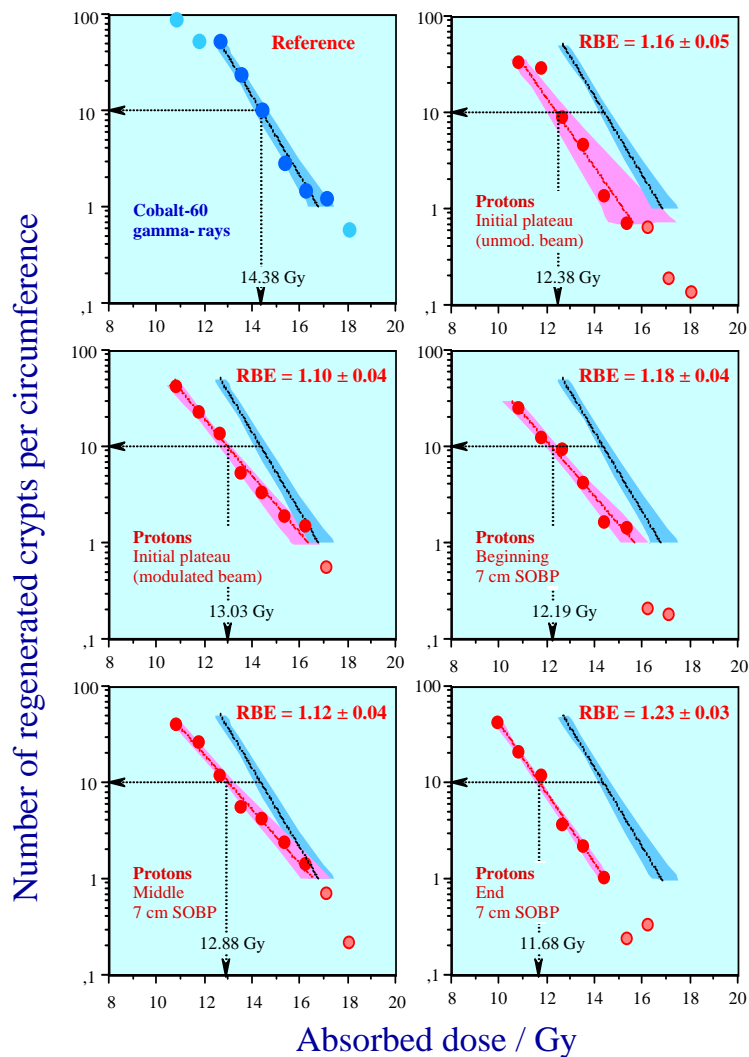 Number of regenerated crypts per circumference
100
10
1
,1
Reference
Cobalt-60
gamma- rays
14.38 Gy
8 10 12 14 16 18 20
100
10
1
,1
RBE = 1.16 ± 0.05
Protons
Initial plateau
(unmod. beam)
12.38 Gy
8 10 12 14 16 18 20
100
10
1
,1
RBE = 1.10 ± 0.04
Protons
Initial plateau
(modulated beam)
13.03 Gy
8 10 12 14 16 18 20
100
10
1
,1
RBE = 1.18 ± 0.04
Protons
Beginning
7 cm SOBP
12.19 Gy
8 10 12 14 16 18 20
100
10
1
,1
RBE = 1.12 ± 0.04
Protons
Middle
7 cm SOBP
12.88 Gy
8 10 12 14 16 18 20
100
10
1
,1
RBE = 1.23 ± 0.03
Protons
End
7 cm SOBP
11.68 Gy
8 10 12 14 16 18 20
Absorbed dose / Gy